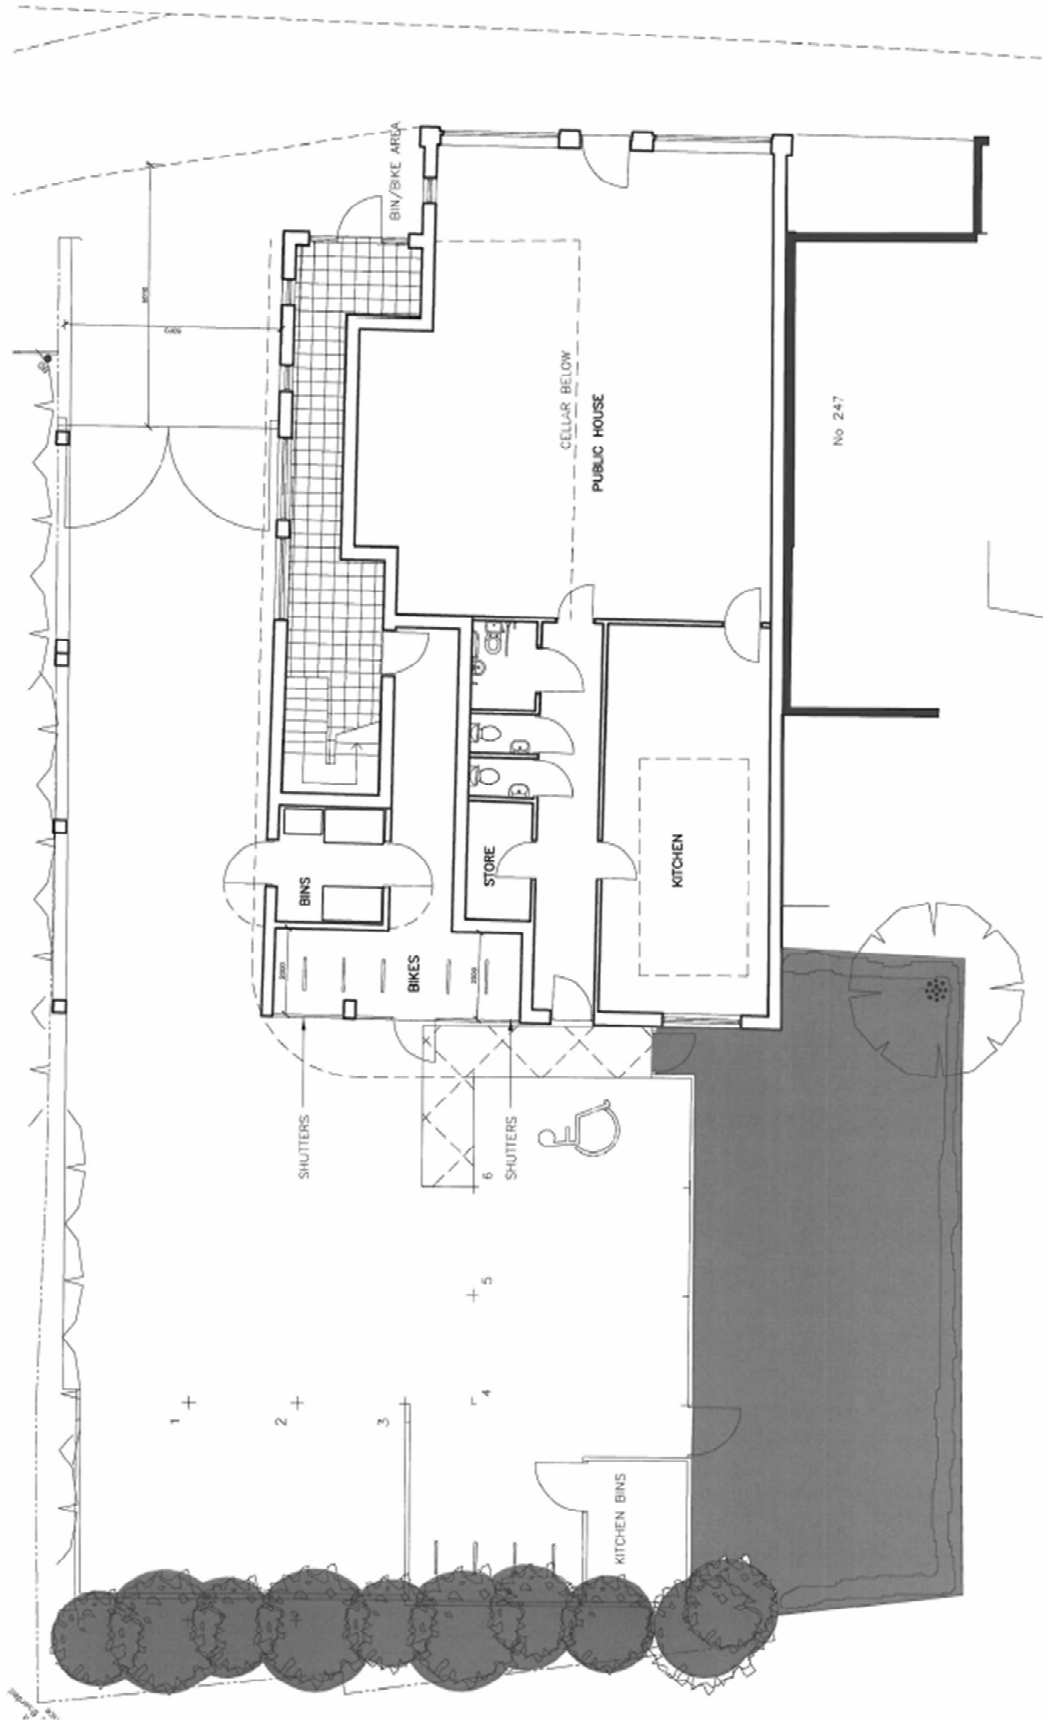 BIN/BIKE AREA
CELLAR BELOW
PUBLIC HOUSE
No 247
BINS
STORE
KITCHEN
BIKES
SHUTTERS
SHUTTERS
6
5
4
1
2
3
KITCHEN BINS